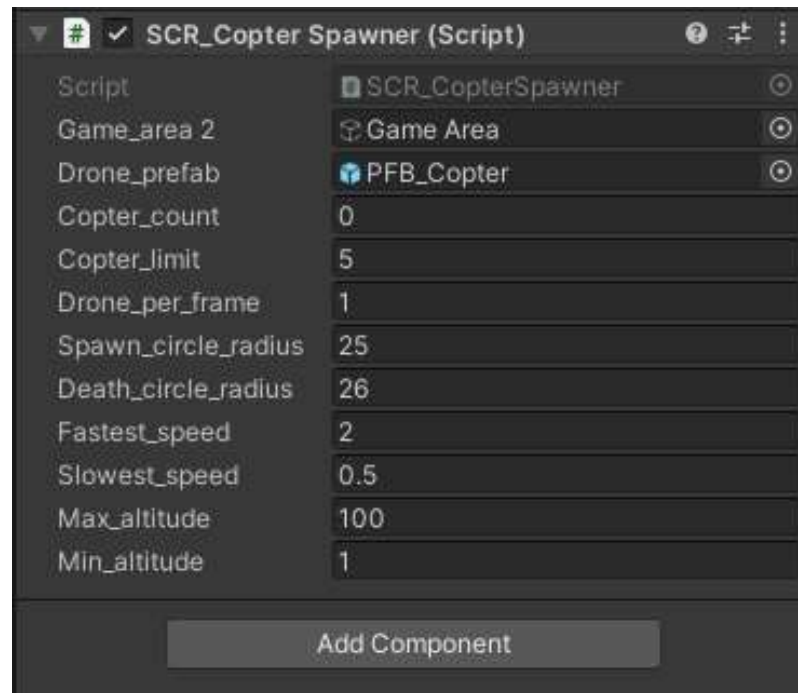 # SCR_Copter Spawner (Script)
Script SCR_CopterSpawner
Game_area 2 Game Area
Drone_prefab PFB_Copter
Copter_count 0
Copter_limit 5
Drone_per_frame 1
Spawn_circle_radius 25
Death_circle_radius 26
Fastest_speed 2
Slowest_speed 0.5
Max_altitude 100
Min_altitude 1
Add Component